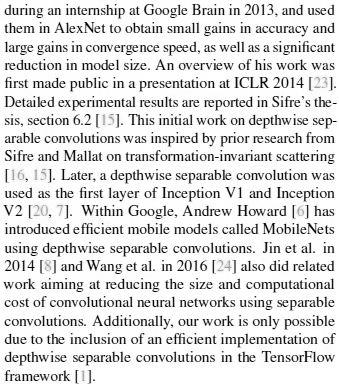 during an internship at Google Brain in 2013, and used
them in AlexNet to obtain small gains in accuracy and
large gains in convergence speed, as well as a significant
reduction in model size. An overview of his work was
first made public in a presentation at ICLR 2014 [23].
Detailed experimental results are reported in Sifre's the-
sis, section 6.2 [15]. This initial work on depthwise sep-
arable convolutions was inspired by prior research from
Sifre and Mallat on transformation-invariant scattering
[16, 15]. Later, a depthwise separable convolution was
used as the first layer of Inception V1 and Inception
V2 [20, 7]. Within Google, Andrew Howard [6] has
introduced efficient mobile models called MobileNets
using depthwise separable convolutions. Jin et al. in
2014 [8] and Wang et al. in 2016 [24] also did related
work aiming at reducing the size and computational
cost of convolutional neural networks using separable
convolutions. Additionally, our work is only possible
due to the inclusion of an efficient implementation of
depthwise separable convolutions in the TensorFlow
framework [1].